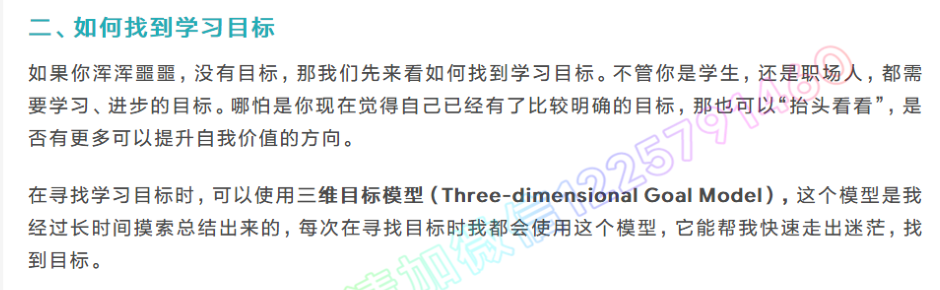 二、如何找到学习目标
如果你浑浑噩噩，没有目标，那我们先来看如何找到学习目标。不管你是学生，还是职场人，都需
要学习、进步的目标。哪怕是你现在觉得自己已经有了比较明确的目标，那也可以“抬头看看”，是
否有更多可以提升自我价值的方向。
在寻找学习目标时，可以使用三维目标模型（Three-dimensional Goal Model），这个模型是我
经过长时间摸索总结出来的，每次在寻找目标时我都会使用这个模型，它能帮我快速走出迷茫，找
到目标。
请加微信1225791460